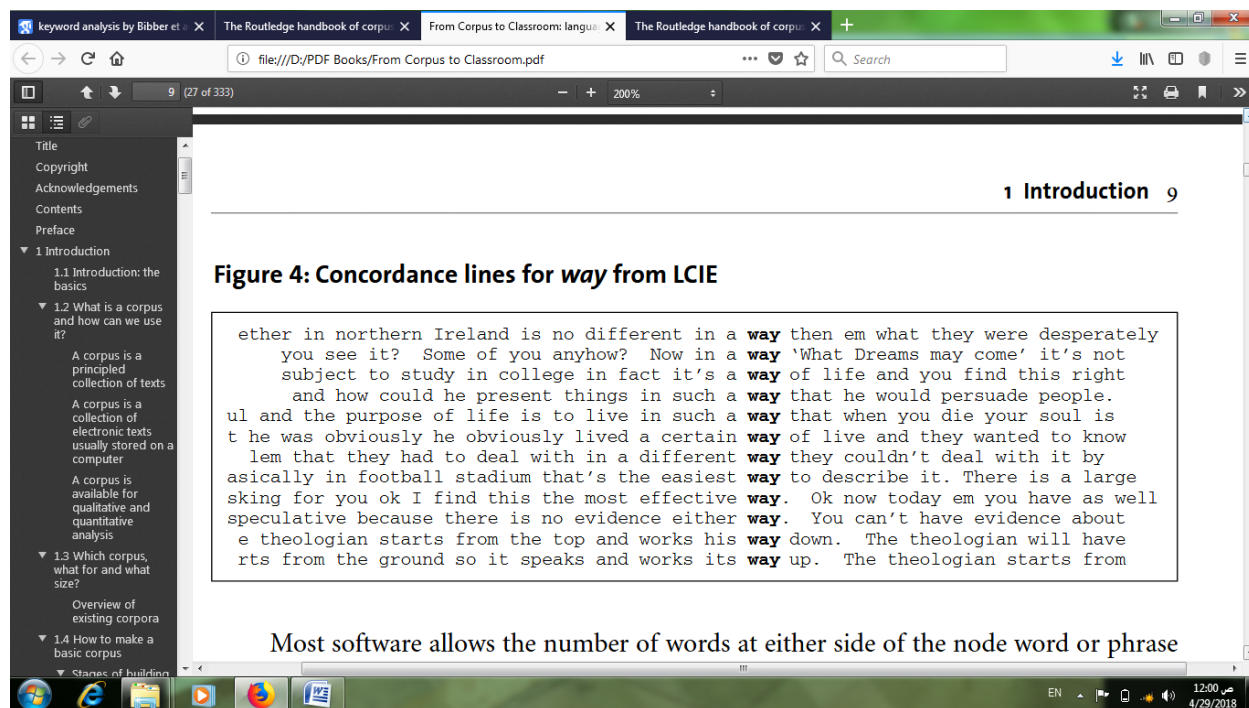 keyword analysis by Bibber et a
The Routledge handbook of corpus
From Corpus to Classroom: languag
The Routledge handbook of corpus
file:///D:/PDF Books/From Corpus to Classroom.pdf
Search
9 (27 of 333)
200%
Title
Copyright
Acknowledgements
Contents
Preface
1 Introduction
1.1 Introduction: the
basics
1.2 What is a corpus
and how can we use
it?
A corpus is a
principled
collection of texts
A corpus is a
collection of
electronic texts
usually stored on a
computer
A corpus is
available for
qualitative and
quantitative
analysis
1.3 Which corpus,
what for and what
size?
Overview of
existing corpora
1.4 How to make a
basic corpus
Stages of building
1 Introduction 9
Figure 4: Concordance lines for way from LCIE
ether in northern Ireland is no different in a way then em what they were desperately
you see it? Some of you anyhow? Now in a way ‘What Dreams may come’ it’s not
subject to study in college in fact it’s a way of life and you find this right
and how could he present things in such a way that he would persuade people.
ul and the purpose of life is to live in such a way that when you die your soul is
t he was obviously he obviously lived a certain way of live and they wanted to know
lem that they had to deal with in a different way they couldn’t deal with it by
asically in football stadium that’s the easiest way to describe it. There is a large
sking for you ok I find this the most effective way. Ok now today em you have as well
speculative because there is no evidence either way. You can’t have evidence about
e theologian starts from the top and works his way down. The theologian will have
rts from the ground so it speaks and works its way up. The theologian starts from
Most software allows the number of words at either side of the node word or phrase
EN
12:00 ص
4/29/2018